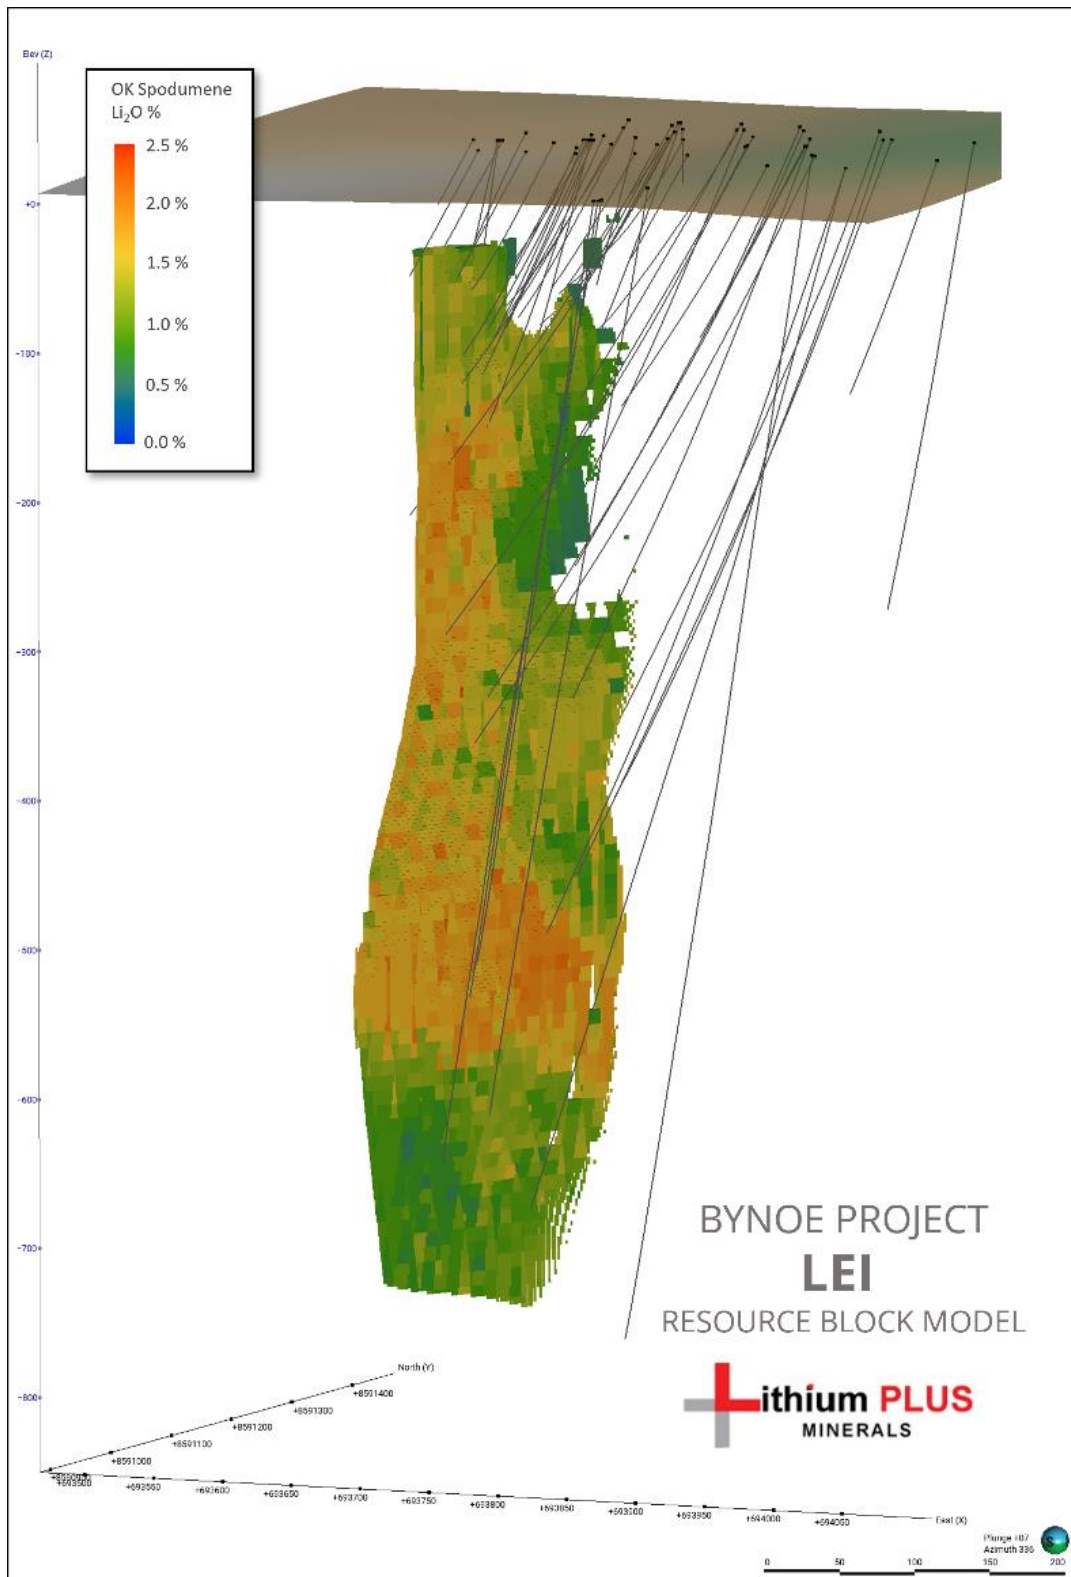 Elev (Z)
OK Spodumene
Li₂O %
2.5 %
2.0 %
1.5 %
1.0 %
0.5 %
0.0 %
+0
-100
-200
-300
-400
-500
-600
-700
-800
BYNOE PROJECT
LEI
RESOURCE BLOCK MODEL
Lithium PLUS
MINERALS
North (Y)
+8591400
+8591300
+8591200
+8591100
+8591000
+693500
+693550
+693600
+693650
+693700
+693750
+693800
+693850
+693900
+693950
+694000
+694050
East (X)
Plunge +07
Azimuth 336
S
0 50 100 150 200